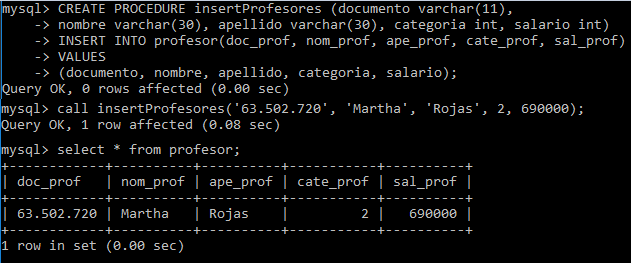 mysql> CREATE PROCEDURE insertProfesores (documento varchar(11),
    -> nombre varchar(30), apellido varchar(30), categoria int, salario int)
    -> INSERT INTO profesor(doc_prof, nom_prof, ape_prof, cate_prof, sal_prof)
    -> VALUES
    -> (documento, nombre, apellido, categoria, salario);
Query OK, 0 rows affected (0.00 sec)
mysql> call insertProfesores('63.502.720', 'Martha', 'Rojas', 2, 690000);
Query OK, 1 row affected (0.08 sec)
mysql> select * from profesor;
+------------+----------+----------+-----------+----------+
| doc_prof   | nom_prof | ape_prof | cate_prof | sal_prof |
+------------+----------+----------+-----------+----------+
| 63.502.720 | Martha   | Rojas    |         2 |   690000 |
+------------+----------+----------+-----------+----------+
1 row in set (0.00 sec)